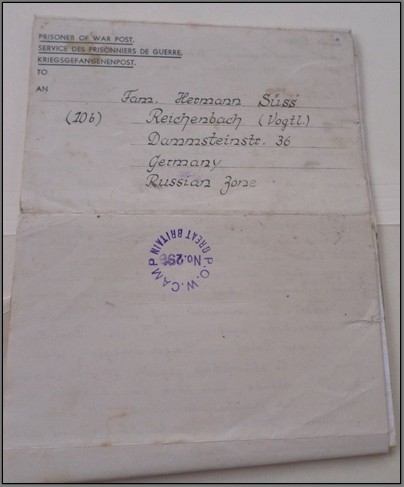 PRISONER OF WAR POST.
SERVICE DES PRISONNIERS DE GUERRE.
KRIEGSGEFANGENENPOST.
TO
AN
Fam. Hermann Süss
(10b) Reichenbach (Vogtl.)
Dammsteinstr. 36
Germany
Russian Zone
P.O.W. CAMP
No.
GREAT BRITAIN